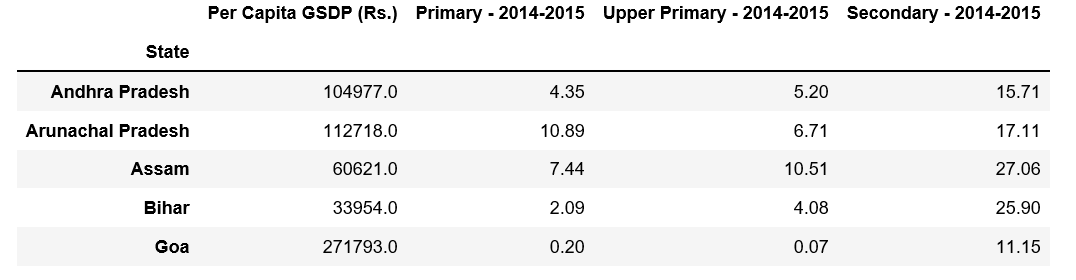 Per Capita GSDP (Rs.) Primary - 2014-2015 Upper Primary - 2014-2015 Secondary - 2014-2015
State
Andhra Pradesh 104977.0 4.35 5.20 15.71
Arunachal Pradesh 112718.0 10.89 6.71 17.11
Assam 60621.0 7.44 10.51 27.06
Bihar 33954.0 2.09 4.08 25.90
Goa 271793.0 0.20 0.07 11.15